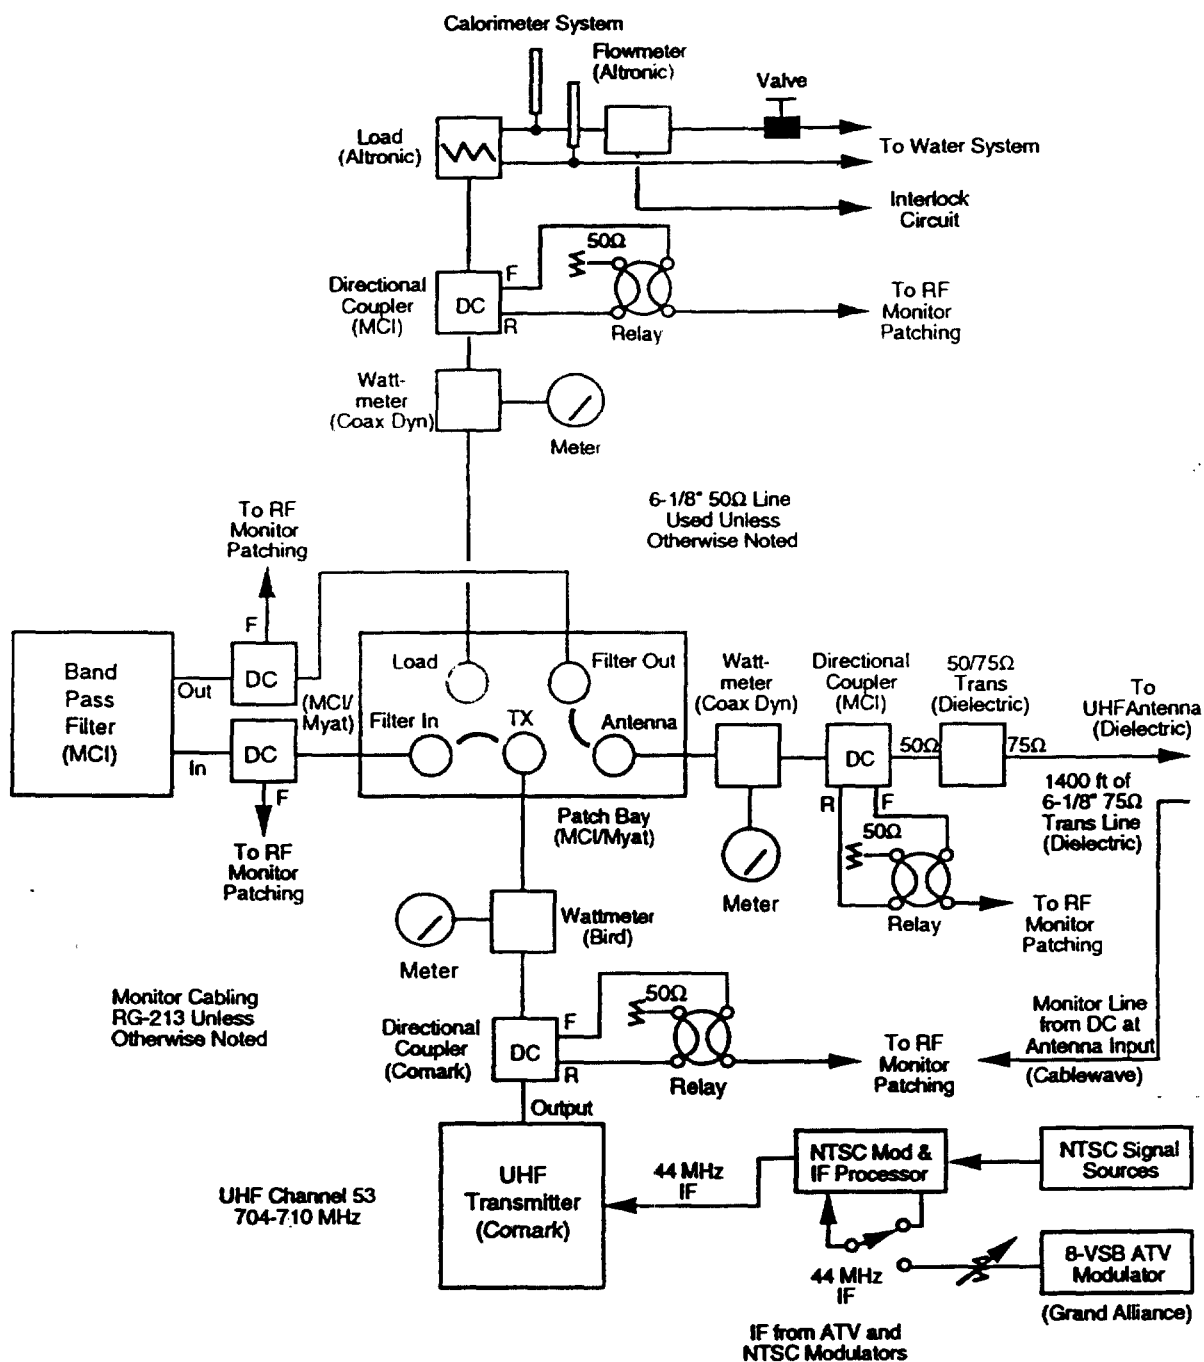 Calorimeter System
Flowmeter
(Altronic)
Valve
Load
(Altronic)
To Water System
Interlock
Circuit
50Ω
F
Directional
Coupler
(MCI)
DC
R
Relay
To RF
Monitor
Patching
Watt-
meter
(Coax Dyn)
Meter
6-1/8" 50Ω Line
Used Unless
Otherwise Noted
To RF
Monitor
Patching
F
Band
Pass
Filter
(MCI)
Out
DC
(MCI/
Myat)
In
DC
F
To RF
Monitor
Patching
Load
Filter Out
Filter In
TX
Antenna
Patch Bay
(MCI/Myat)
Watt-
meter
(Coax Dyn)
Meter
Directional
Coupler
(MCI)
DC
R
F
50Ω
50/75Ω
Trans
(Dielectric)
75Ω
To
UHF Antenna
(Dielectric)
1400 ft of
6-1/8" 75Ω
Trans Line
(Dielectric)
50Ω
Relay
To RF
Monitor
Patching
Meter
Wattmeter
(Bird)
Monitor Cabling
RG-213 Unless
Otherwise Noted
Directional
Coupler
(Comark)
DC
F
R
50Ω
Relay
To RF
Monitor
Patching
Monitor Line
from DC at
Antenna Input
(Cablewave)
Output
UHF
Transmitter
(Comark)
UHF Channel 53
704-710 MHz
44 MHz
IF
NTSC Mod &
IF Processor
NTSC Signal
Sources
44 MHz
IF
8-VSB ATV
Modulator
(Grand Alliance)
IF from ATV and
NTSC Modulators